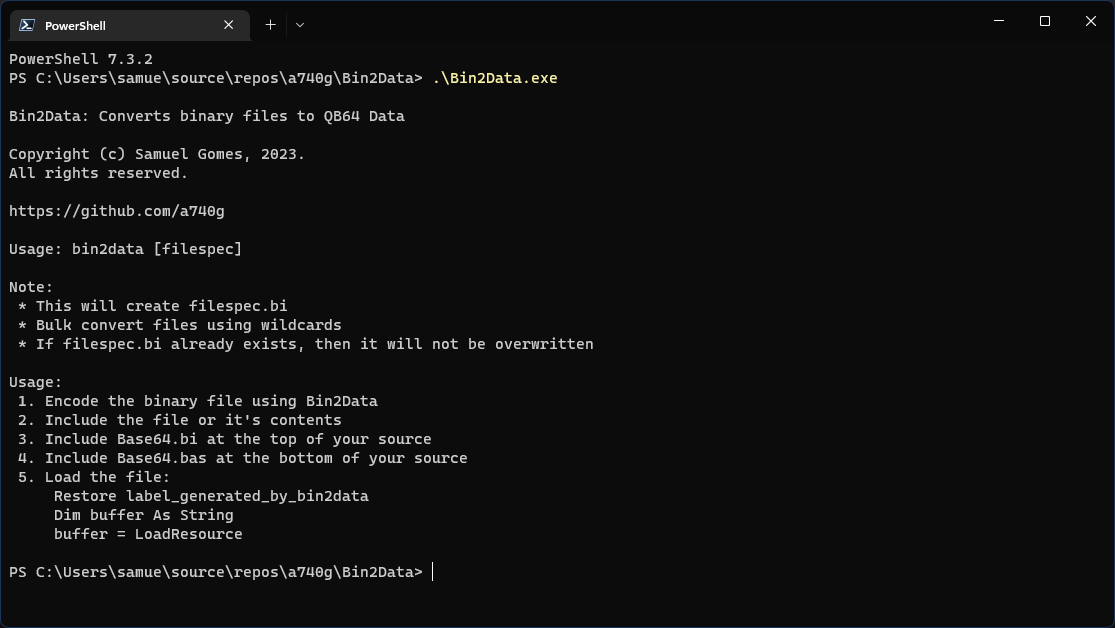 PowerShell
PowerShell 7.3.2
PS C:\Users\samue\source\repos\a740g\Bin2Data> .\Bin2Data.exe
Bin2Data: Converts binary files to QB64 Data
Copyright (c) Samuel Gomes, 2023.
All rights reserved.
https://github.com/a740g
Usage: bin2data [filespec]
Note:
* This will create filespec.bi
* Bulk convert files using wildcards
* If filespec.bi already exists, then it will not be overwritten
Usage:
1. Encode the binary file using Bin2Data
2. Include the file or it's contents
3. Include Base64.bi at the top of your source
4. Include Base64.bas at the bottom of your source
5. Load the file:
Restore label_generated_by_bin2data
Dim buffer As String
buffer = LoadResource
PS C:\Users\samue\source\repos\a740g\Bin2Data>